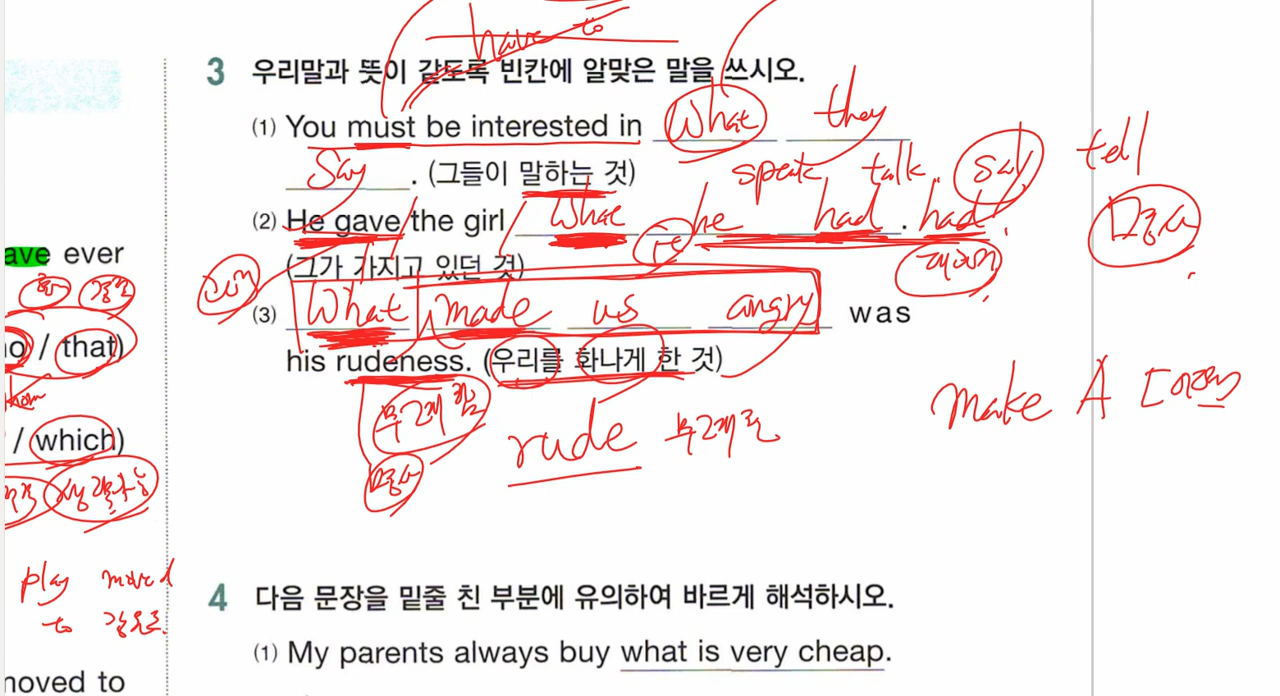 have to
3 우리말과 뜻이 같도록 빈칸에 알맞은 말을 쓰시오.
(1) You must be interested in What they
say . (그들이 말하는 것)
speak, talk, say tell
(2) He gave the girl What he had . had
(그가 가지고 있던 것)
(3) What made us angry was
his rudeness. (우리를 화나게 한 것)
무례함
명사
rude 무례한
make A
4 다음 문장을 밑줄 친 부분에 유의하여 바르게 해석하시오.
(1) My parents always buy what is very cheap.
ave ever
o / that)
/ which)
play moved
to
moved to